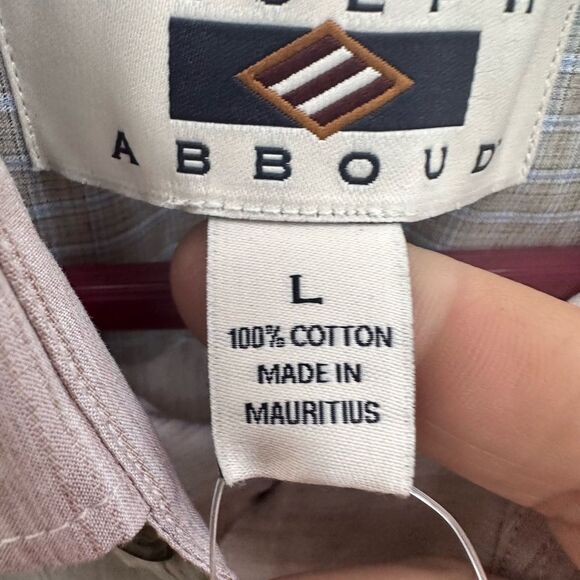 ABBOUD
L
100% COTTON
MADE IN
MAURITIUS